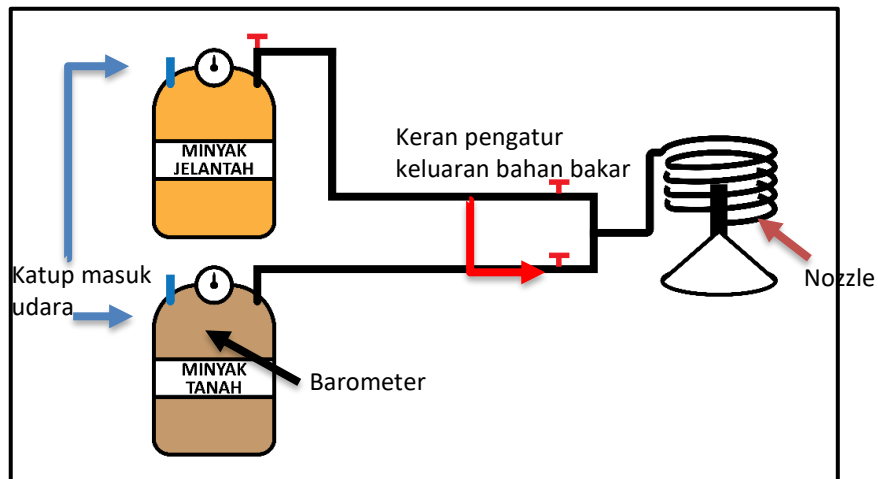 MINYAK
JELANTAH
Keran pengatur
keluaran bahan bakar
Katup masuk
udara
Nozzle
MINYAK
TANAH
Barometer